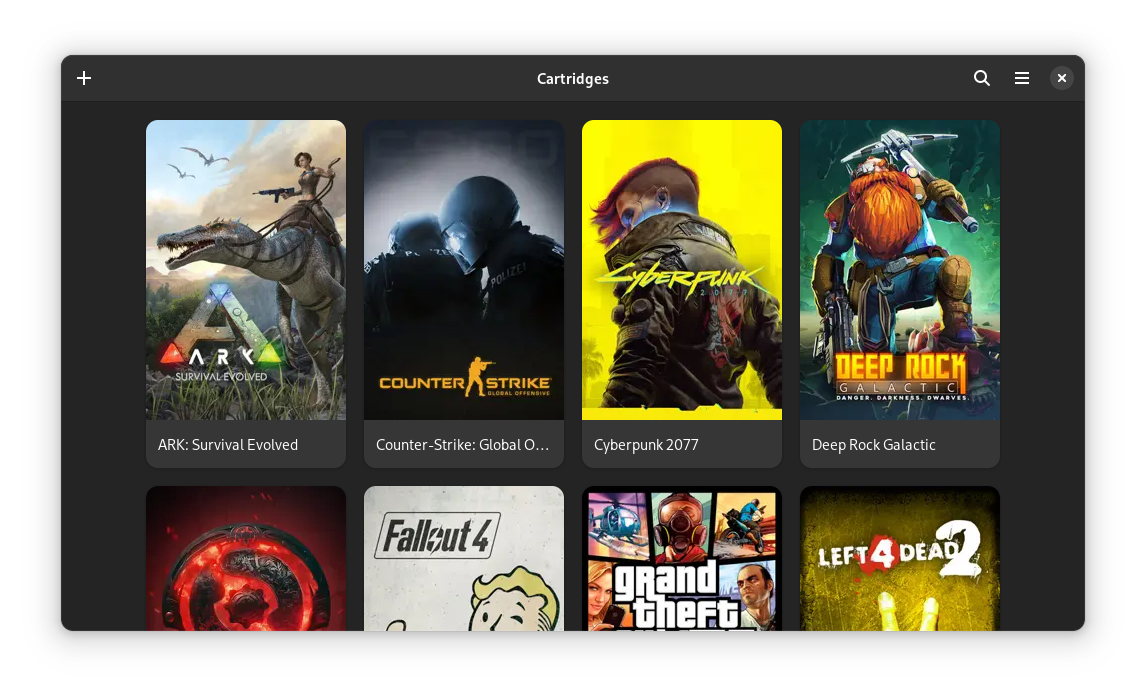 Cartridges
POLIZEI
CYBERPUNK
2077
ARK
SURVIVAL EVOLVED
COUNTER STRIKE
GLOBAL OFFENSIVE
DEEP ROCK
GALACTIC
DANGER. DARKNESS. DWARVES.
ARK: Survival Evolved
Counter-Strike: Global O...
Cyberpunk 2077
Deep Rock Galactic
Fallout 4
LEFT 4 DEAD 2
grand
theft